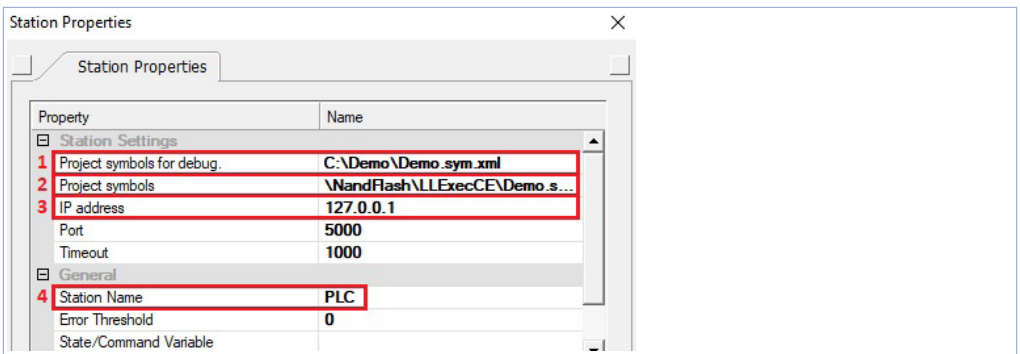 Station Properties
Station Properties
Property Name
Station Settings
1 Project symbols for debug. C:\Demo\Demo.sym.xml
2 Project symbols \NandFlash\LLExecCE\Demo.s...
3 IP address 127.0.0.1
Port 5000
Timeout 1000
General
4 Station Name PLC
Error Threshold 0
State/Command Variable